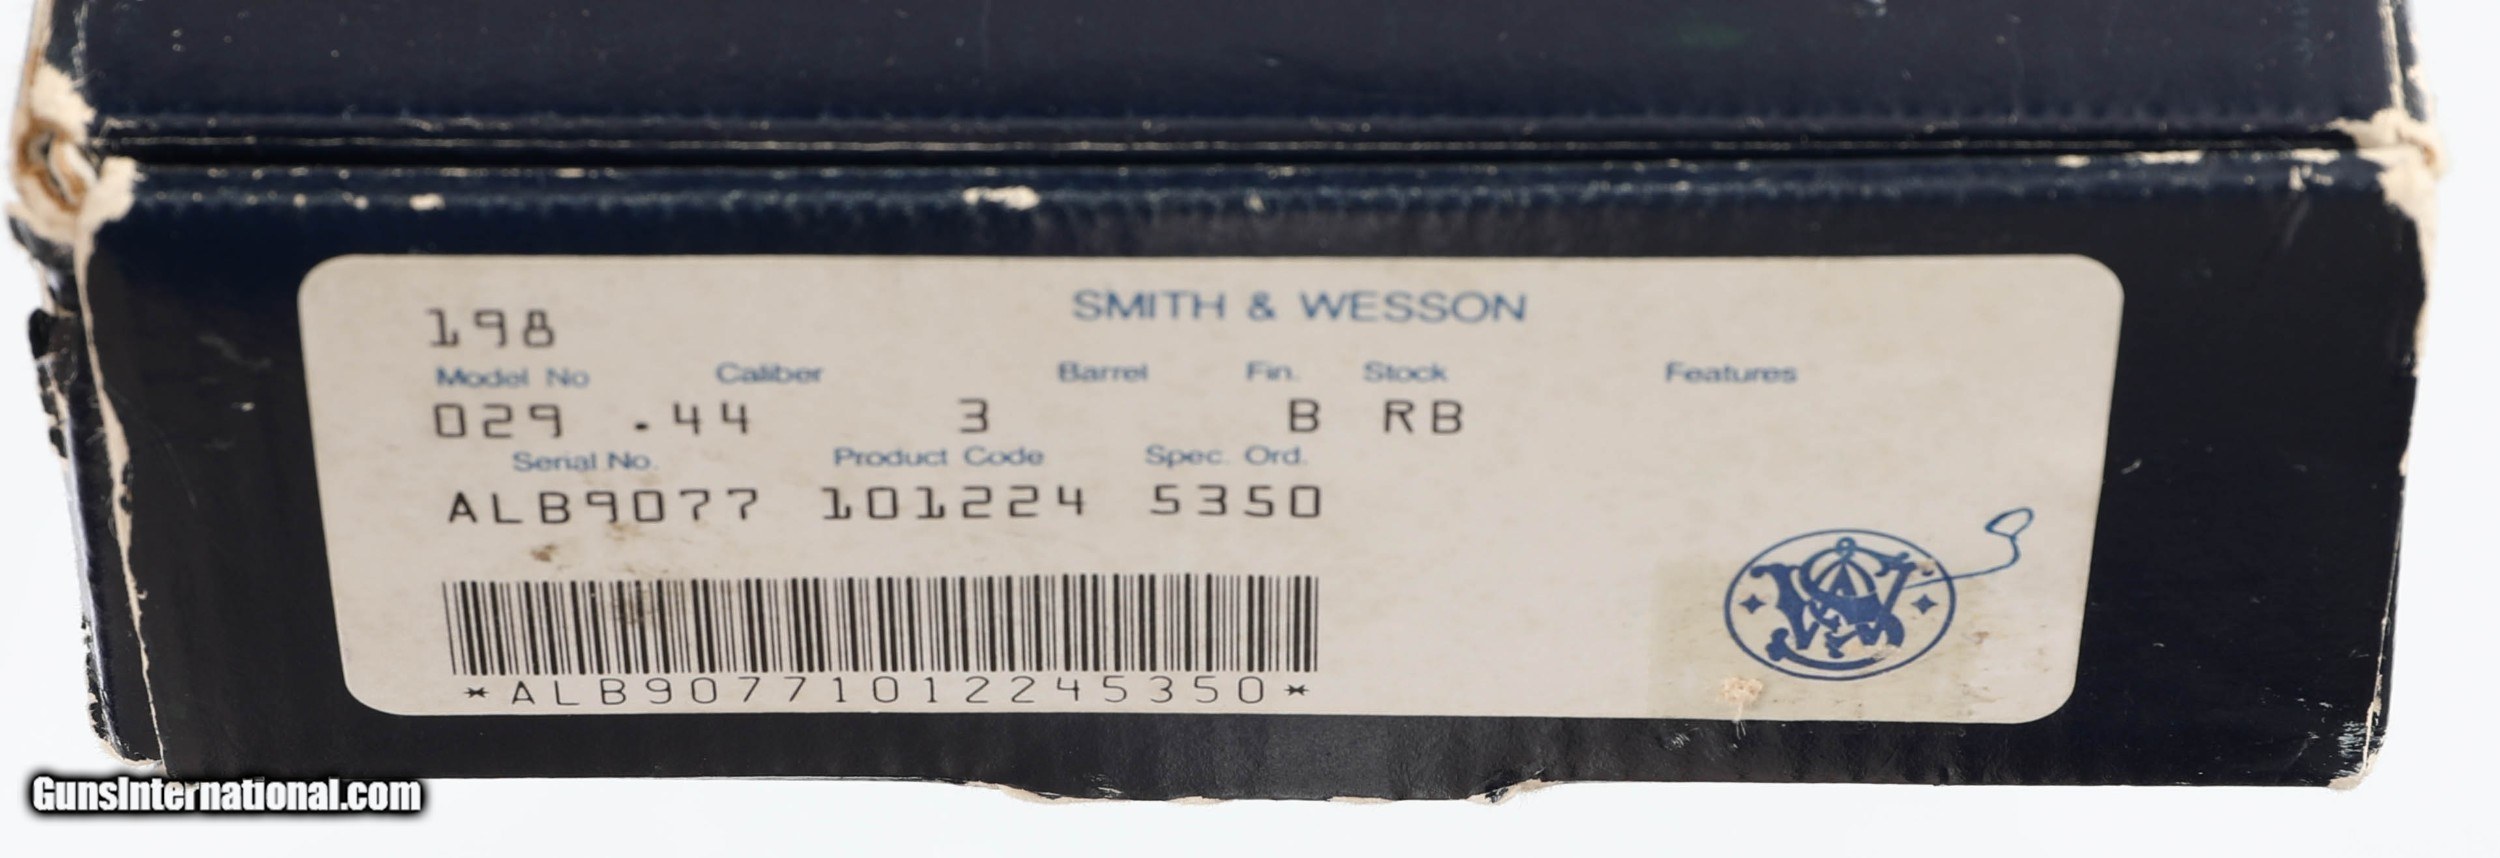 SMITH & WESSON
198
Model No Caliber Barrel Fin. Stock Features
029 .44 3 B RB
Serial No. Product Code Spec. Ord.
ALB9077 101224 5350
*ALB90771012245350*
GunsInternational.com